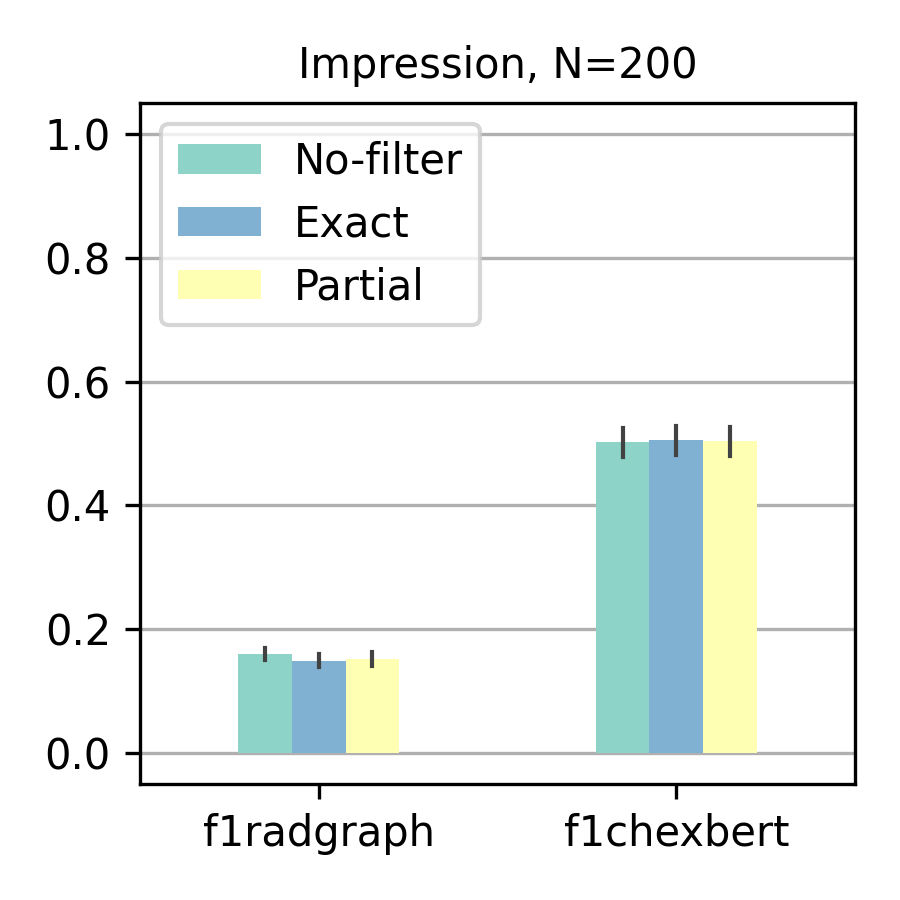 Impression, N=200
1.0
0.8
0.6
0.4
0.2
0.0
No-filter
Exact
Partial
f1radgraph
f1chexbert